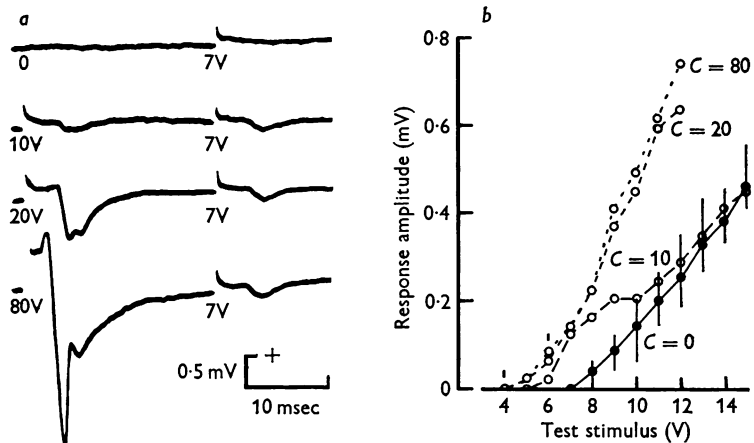 a
0
7V
10V
7V
20V
7V
80V
7V
+
0·5 mV
10 msec
b
Response amplitude (mV)
0·8
0·6
0·4
0·2
0
C = 80
C = 20
C = 10
C = 0
4 6 8 10 12 14
Test stimulus (V)